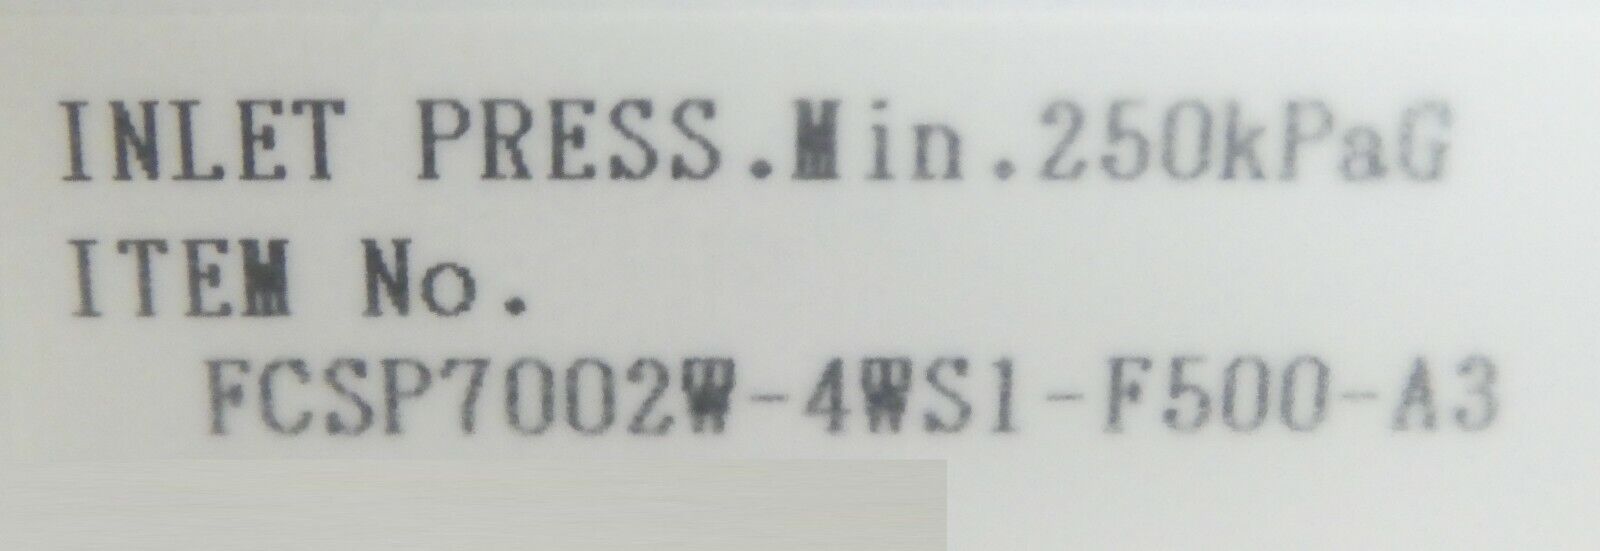 INLET PRESS.Min.250kPaG
ITEM No.
FCSP7002W-4WS1-F500-A3